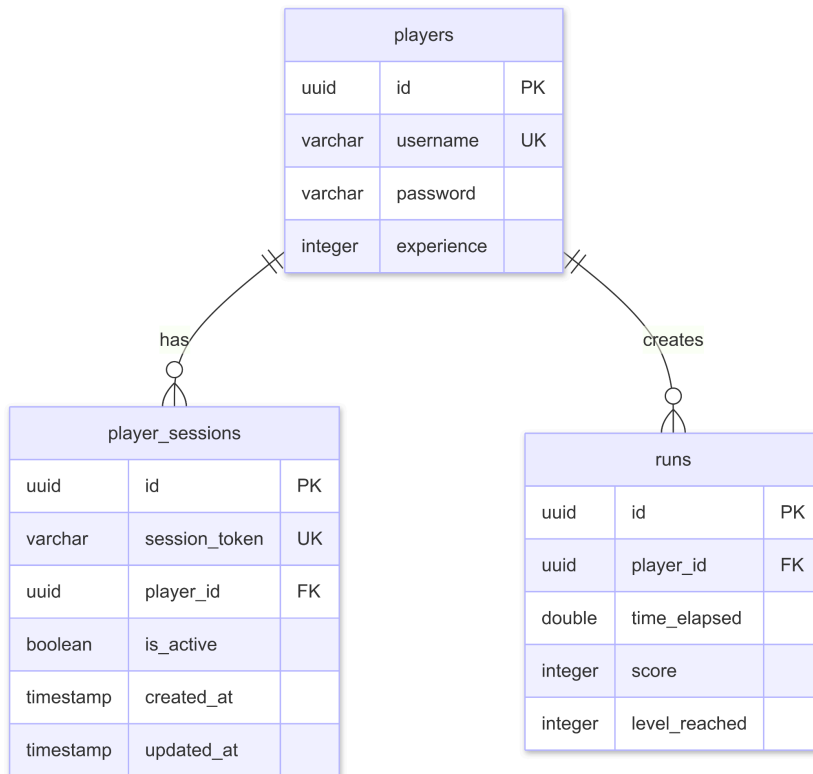 players
uuid id PK
varchar username UK
varchar password
integer experience
has
creates
player_sessions
uuid id PK
varchar session_token UK
uuid player_id FK
boolean is_active
timestamp created_at
timestamp updated_at
runs
uuid id PK
uuid player_id FK
double time_elapsed
integer score
integer level_reached